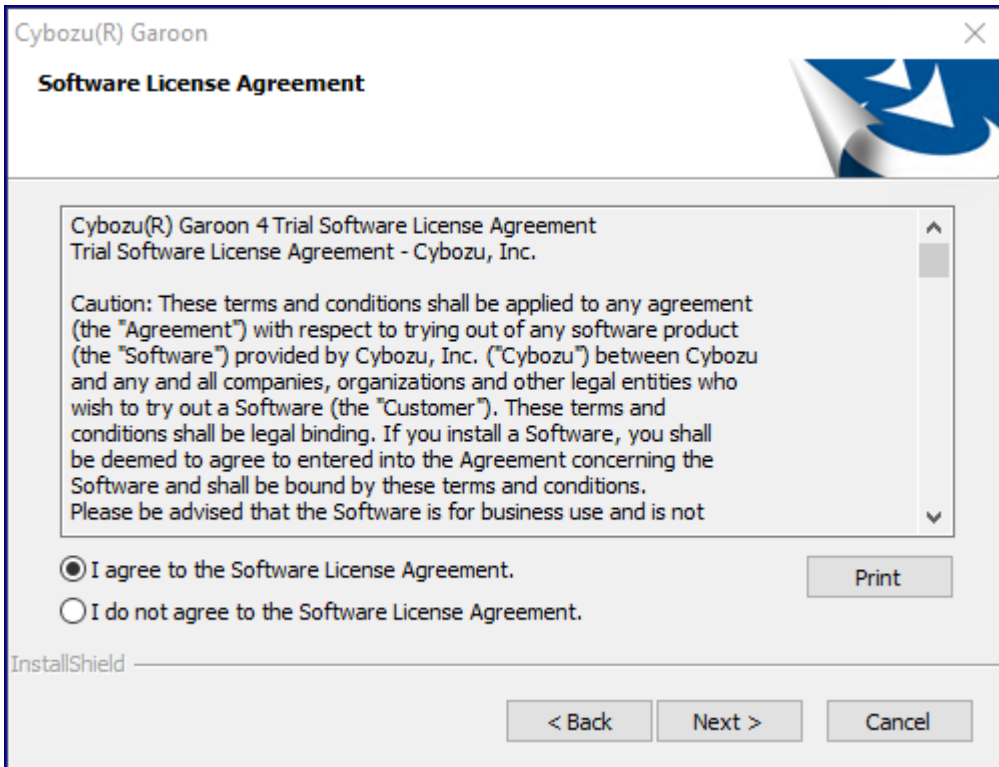 Cybozu(R) Garoon
Software License Agreement
Cybozu(R) Garoon 4 Trial Software License Agreement
Trial Software License Agreement - Cybozu, Inc.
Caution: These terms and conditions shall be applied to any agreement
(the "Agreement") with respect to trying out of any software product
(the "Software") provided by Cybozu, Inc. ("Cybozu") between Cybozu
and any and all companies, organizations and other legal entities who
wish to try out a Software (the "Customer"). These terms and
conditions shall be legal binding. If you install a Software, you shall
be deemed to agree to entered into the Agreement concerning the
Software and shall be bound by these terms and conditions.
Please be advised that the Software is for business use and is not
I agree to the Software License Agreement.
Print
I do not agree to the Software License Agreement.
InstallShield
< Back
Next >
Cancel